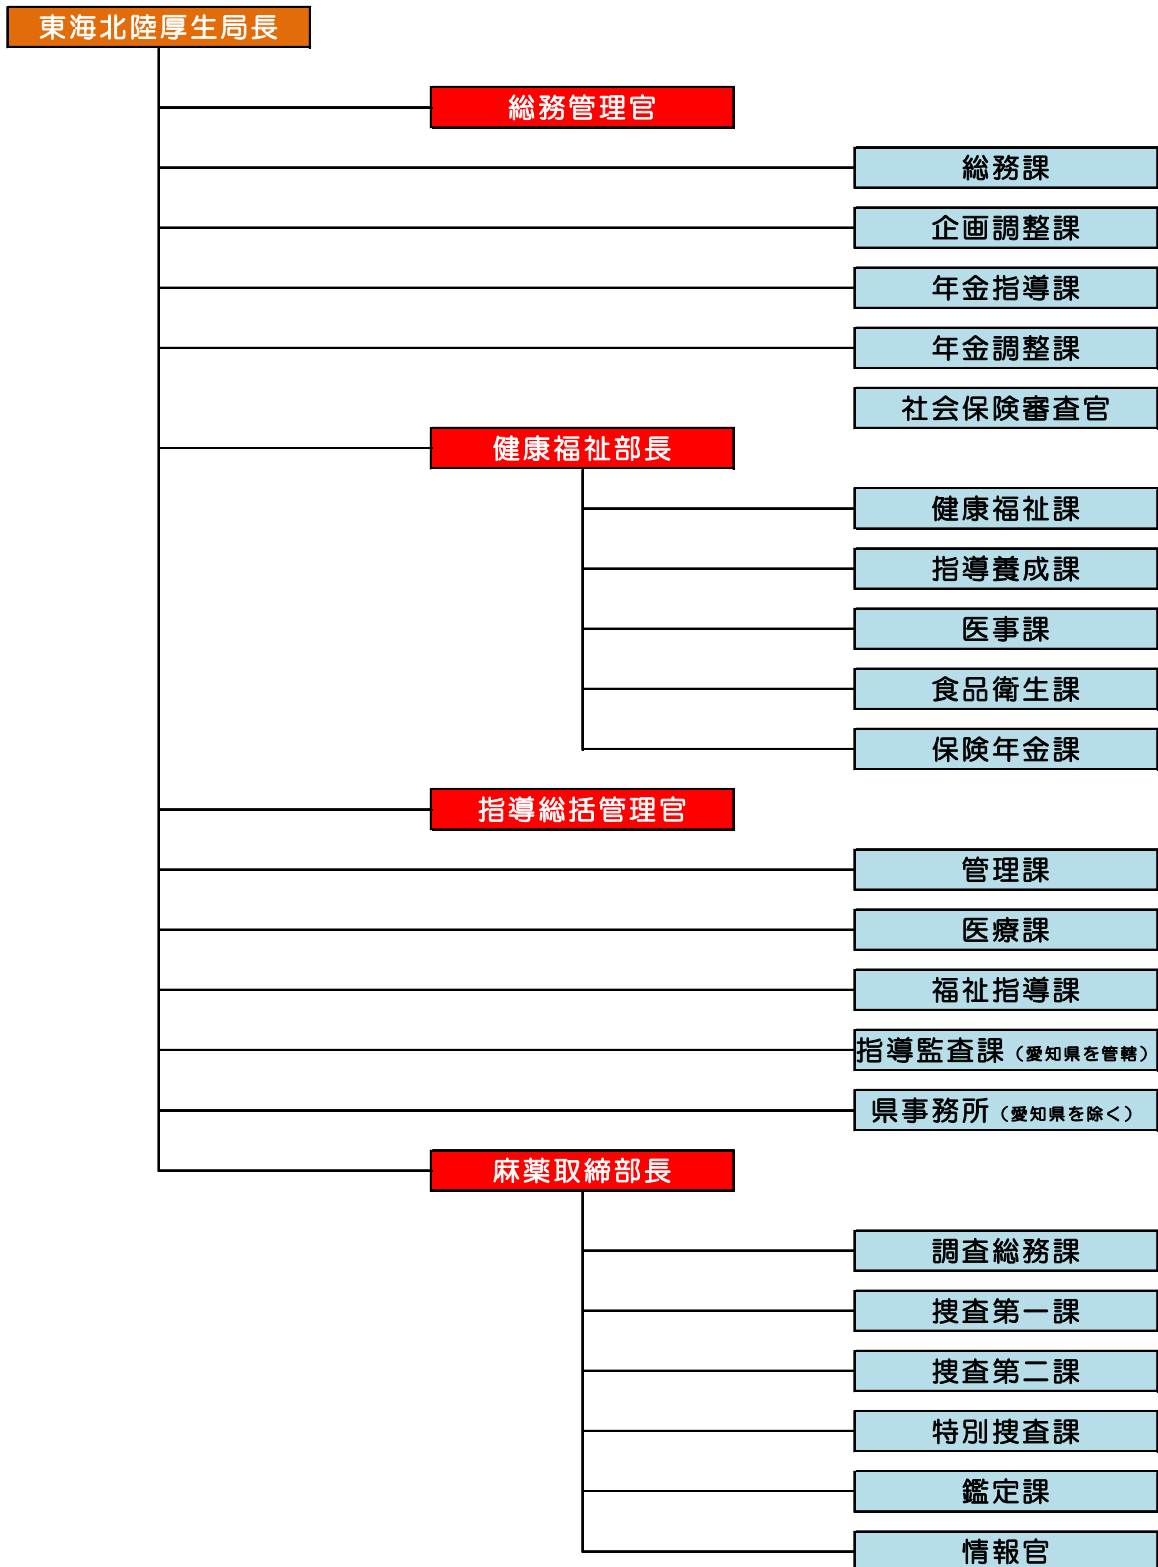 東海北陸厚生局長
総務管理官
総務課
企画調整課
年金指導課
年金調整課
社会保険審査官
健康福祉部長
健康福祉課
指導養成課
医事課
食品衛生課
保険年金課
指導総括管理官
管理課
医療課
福祉指導課
指導監査課（愛知県を管轄）
県事務所（愛知県を除く）
麻薬取締部長
調査総務課
捜査第一課
捜査第二課
特別捜査課
鑑定課
情報官